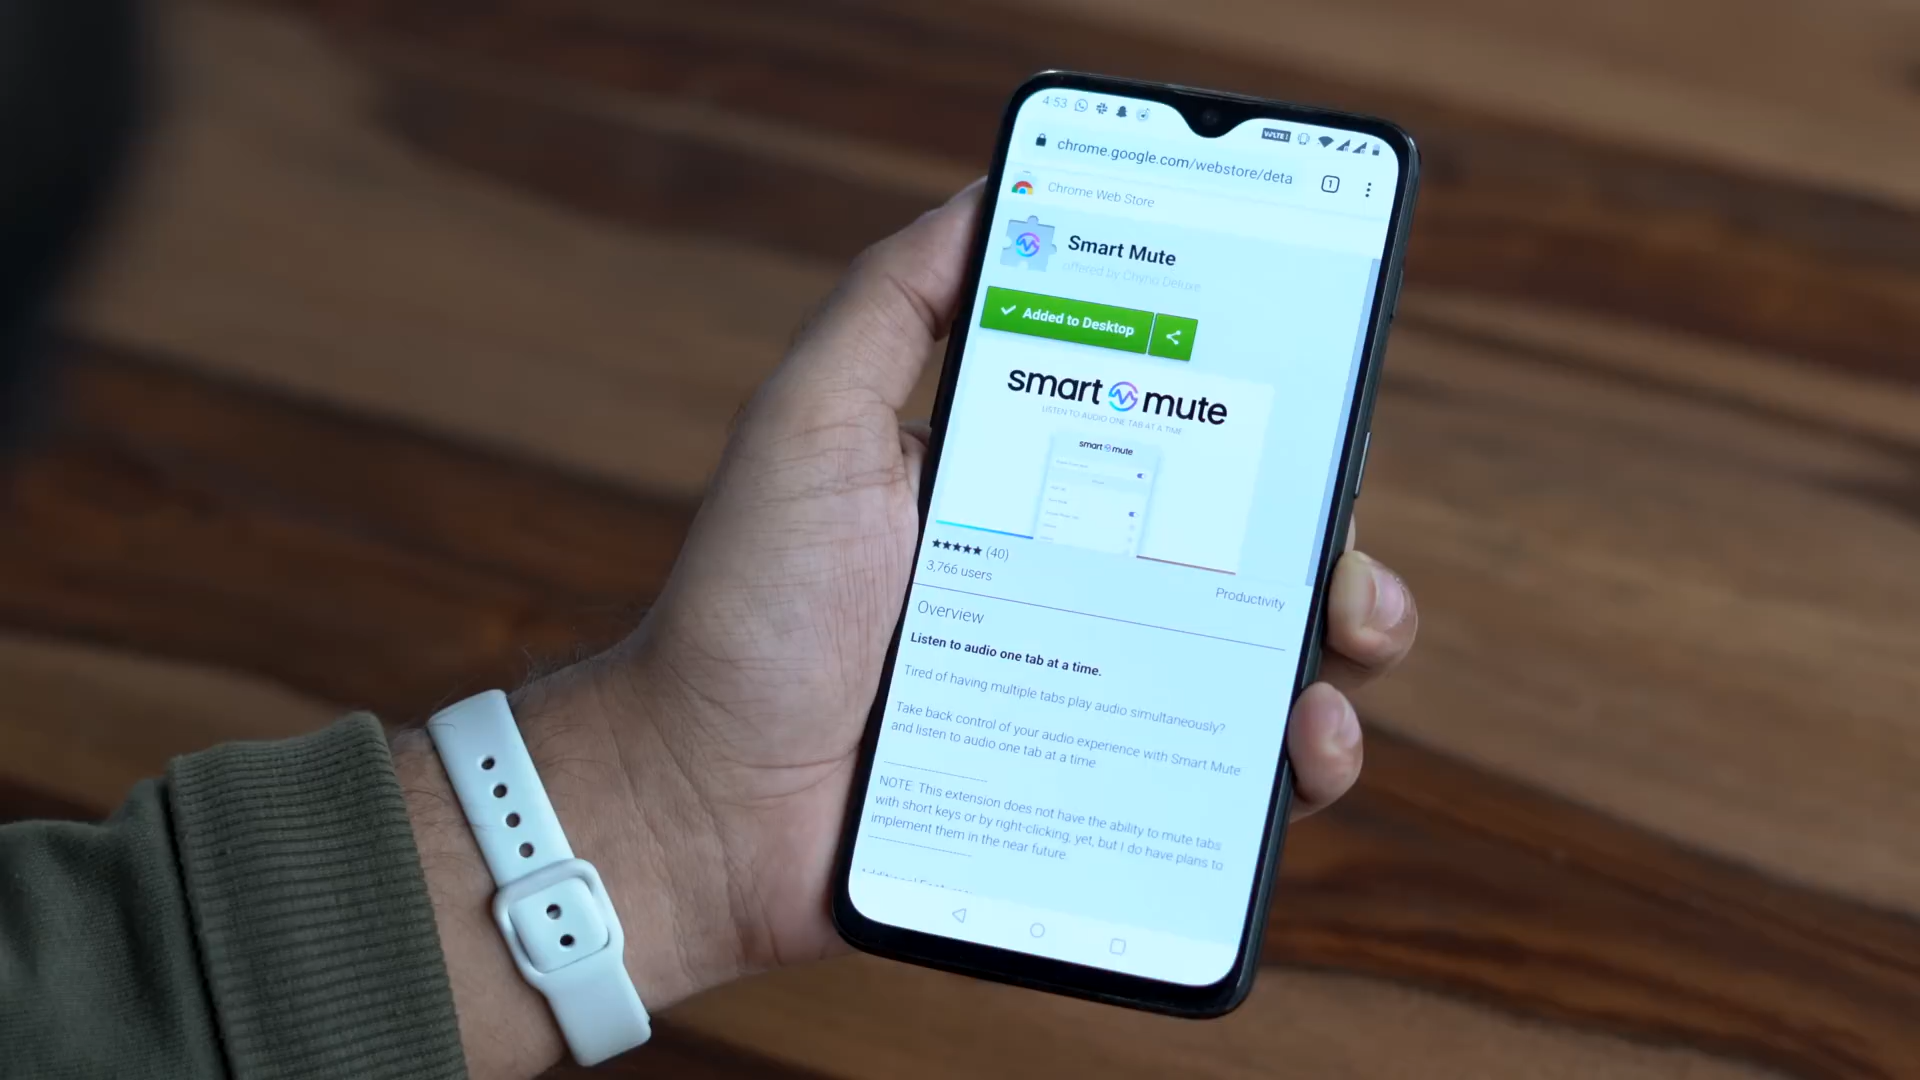 4:53
VoLTE
chrome.google.com/webstore/deta
1
Chrome Web Store
Smart Mute
offered by Chyng Deluxe
Added to Desktop
smart mute
LISTEN TO AUDIO ONE TAB AT A TIME
smart mute
★★★★★ (40)
3,766 users
Productivity
Overview
Listen to audio one tab at a time.
Tired of having multiple tabs play audio simultaneously?
Take back control of your audio experience with Smart Mute
and listen to audio one tab at a time.
NOTE: This extension does not have the ability to mute tabs
with short keys or by right-clicking, yet, but I do have plans to
implement them in the near future.